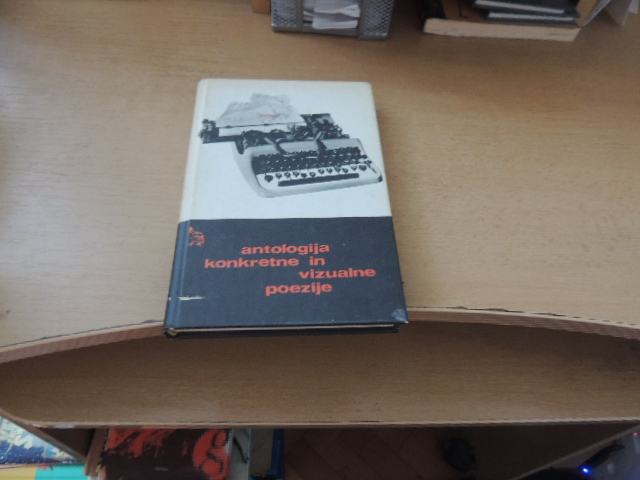 antologija
konkretne in
vizualne
poezije